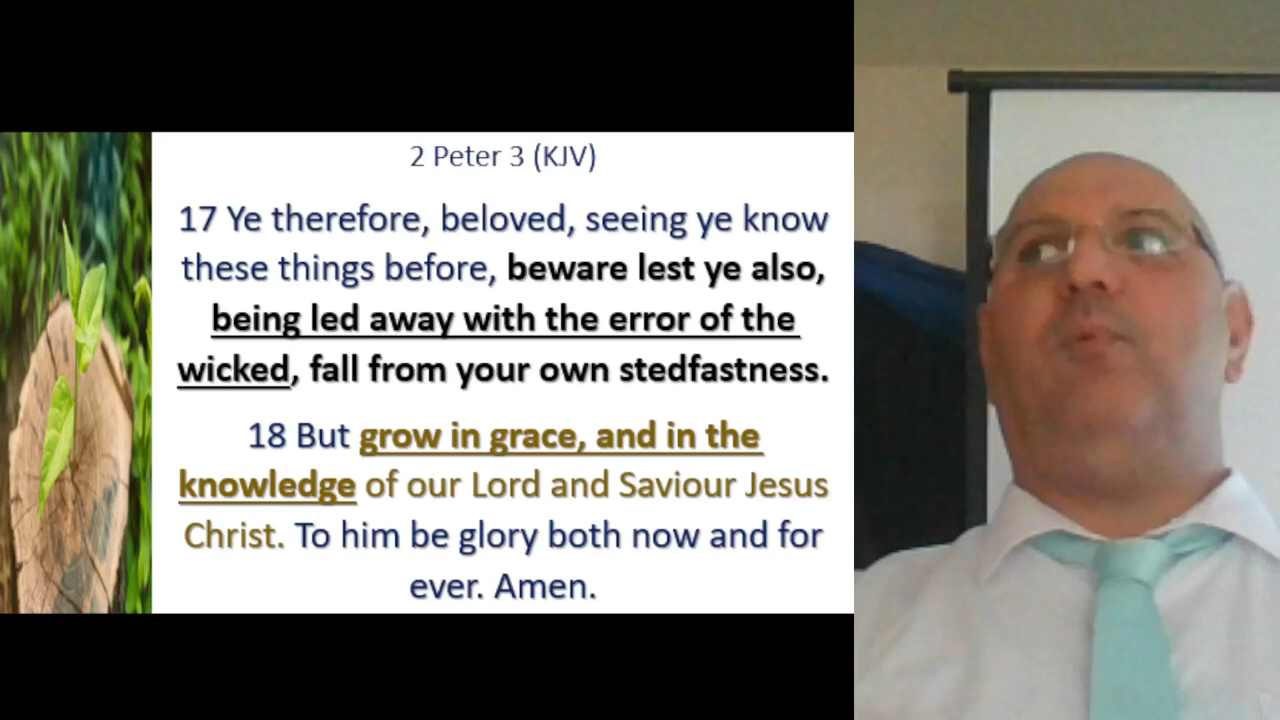 2 Peter 3 (KJV)
17 Ye therefore, beloved, seeing ye know
these things before, beware lest ye also,
being led away with the error of the
wicked, fall from your own stedfastness.
18 But grow in grace, and in the
knowledge of our Lord and Saviour Jesus
Christ. To him be glory both now and for
ever. Amen.